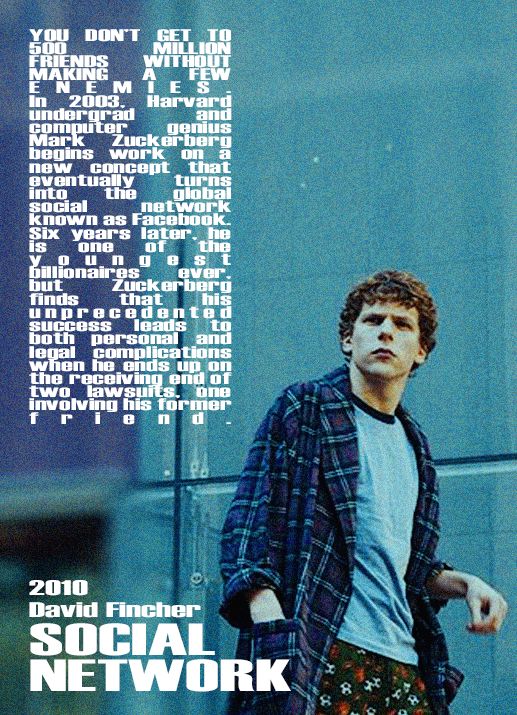 YOU DON'T GET TO
500 MILLION
FRIENDS WITHOUT
MAKING A FEW
ENEMIES.
In 2003, Harvard
undergrad and
computer genius
Mark Zuckerberg
begins work on a
new concept that
eventually turns
into the global
social network
known as Facebook.
Six years later, he
is one of the
youngest
billionaires ever,
but Zuckerberg
finds that his
unprecedented
success leads to
both personal and
legal complications
when he ends up on
the receiving end of
two lawsuits, one
involving his former
friend.
2010
David Fincher
SOCIAL
NETWORK